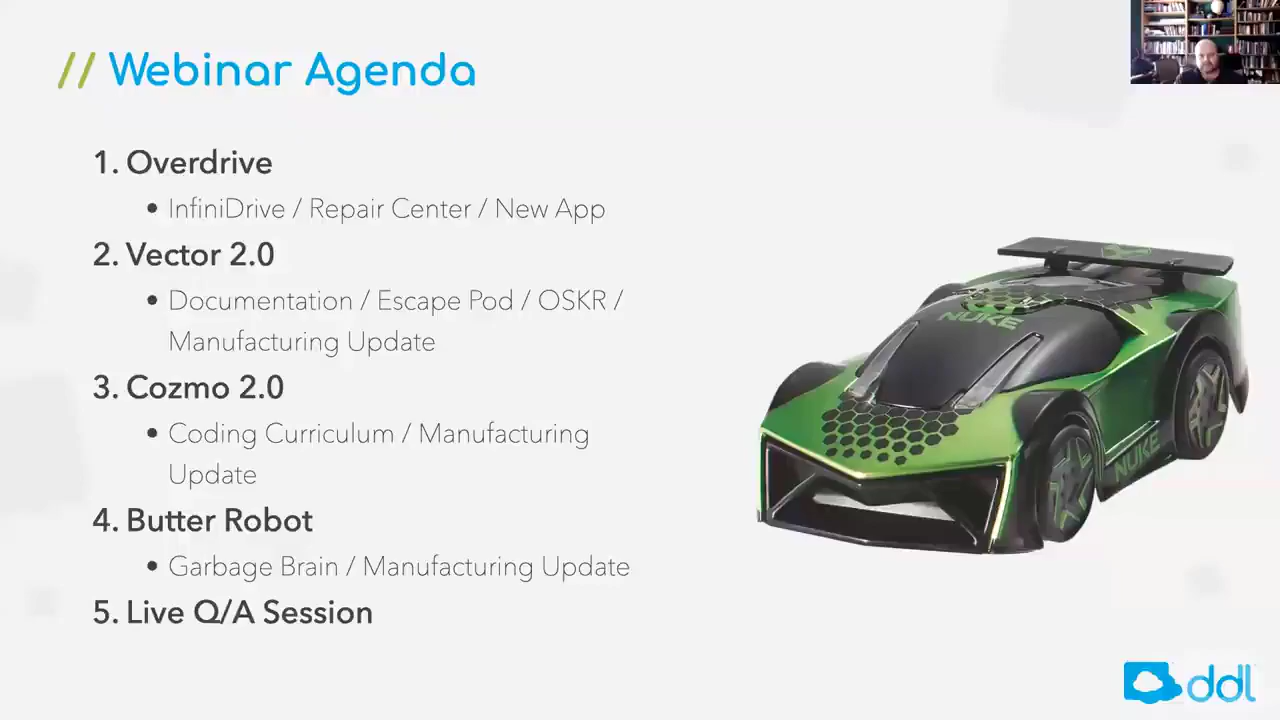 // Webinar Agenda
1. Overdrive
• InfiniDrive / Repair Center / New App
2. Vector 2.0
• Documentation / Escape Pod / OSKR /
Manufacturing Update
3. Cozmo 2.0
• Coding Curriculum / Manufacturing
Update
4. Butter Robot
• Garbage Brain / Manufacturing Update
5. Live Q/A Session
NUKE
NUKE
ddl